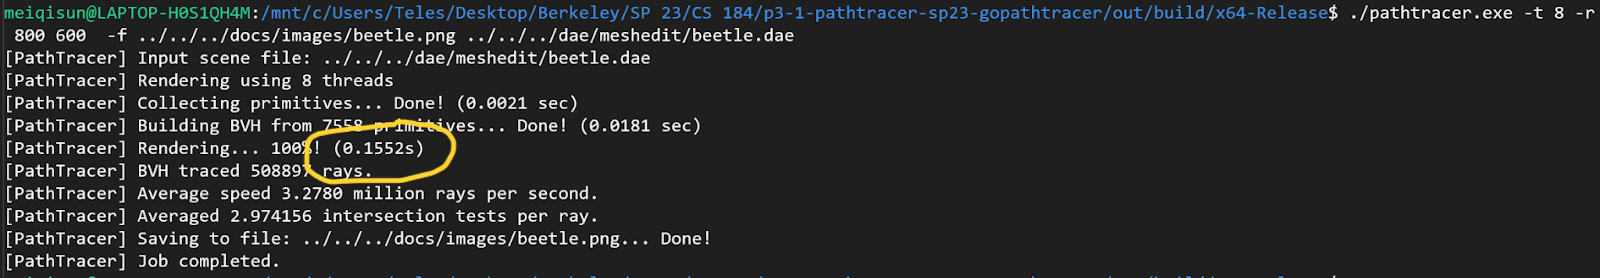 meiqisun@LAPTOP-H0S1QH4M:/mnt/c/Users/Teles/Desktop/Berkeley/SP 23/CS 184/p3-1-pathtracer-sp23-gopathtracer/out/build/x64-Release$ ./pathtracer.exe -t 8 -r
800 600  -f ../../../docs/images/beetle.png ../../../dae/meshedit/beetle.dae
[PathTracer] Input scene file: ../../../dae/meshedit/beetle.dae
[PathTracer] Rendering using 8 threads
[PathTracer] Collecting primitives... Done! (0.0021 sec)
[PathTracer] Building BVH from 7558 primitives... Done! (0.0181 sec)
[PathTracer] Rendering... 100%! (0.1552s)
[PathTracer] BVH traced 508897 rays.
[PathTracer] Average speed 3.2780 million rays per second.
[PathTracer] Averaged 2.974156 intersection tests per ray.
[PathTracer] Saving to file: ../../../docs/images/beetle.png... Done!
[PathTracer] Job completed.